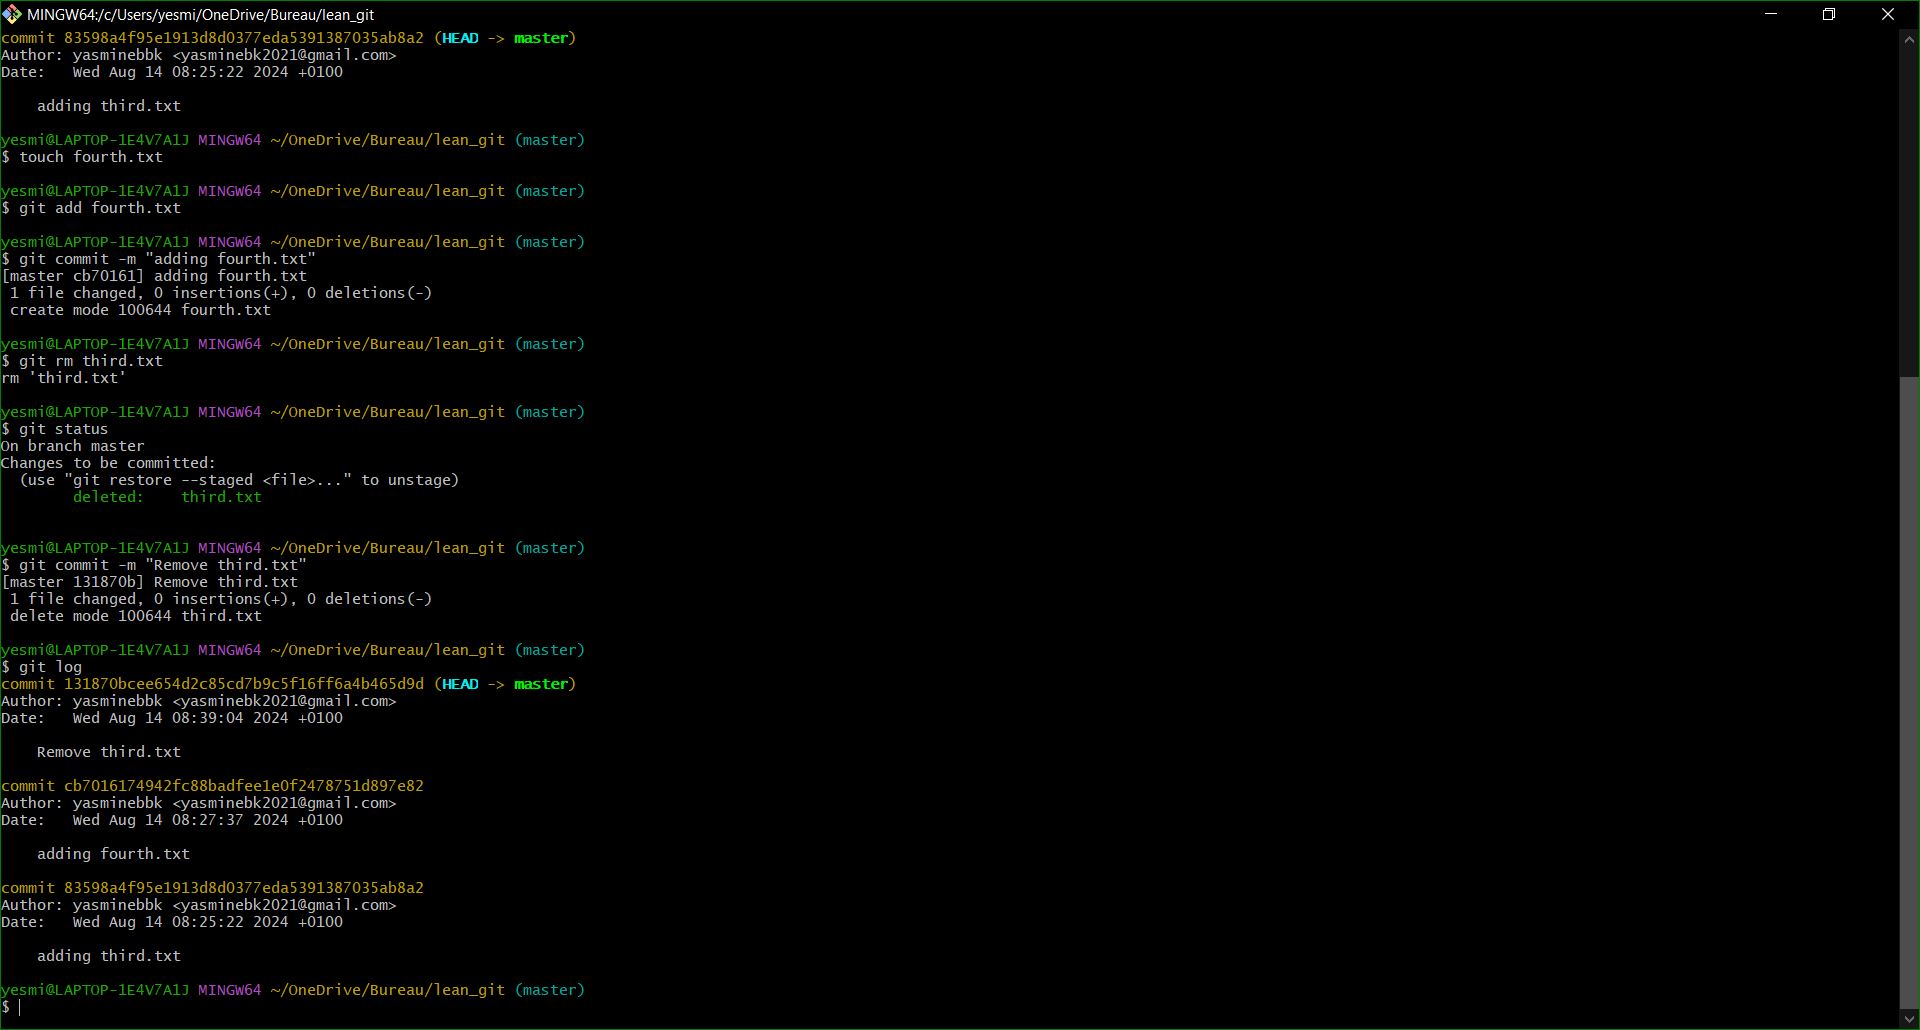 MINGW64:/c/Users/yesmi/OneDrive/Bureau/lean_git
commit 83598a4f95e1913d8d0377eda5391387035ab8a2 (HEAD -> master)
Author: yasminebbk <yasminebk2021@gmail.com>
Date:   Wed Aug 14 08:25:22 2024 +0100
    adding third.txt
yesmi@LAPTOP-1E4V7A1J MINGW64 ~/OneDrive/Bureau/lean_git (master)
$ touch fourth.txt
yesmi@LAPTOP-1E4V7A1J MINGW64 ~/OneDrive/Bureau/lean_git (master)
$ git add fourth.txt
yesmi@LAPTOP-1E4V7A1J MINGW64 ~/OneDrive/Bureau/lean_git (master)
$ git commit -m "adding fourth.txt"
[master cb70161] adding fourth.txt
 1 file changed, 0 insertions(+), 0 deletions(-)
 create mode 100644 fourth.txt
yesmi@LAPTOP-1E4V7A1J MINGW64 ~/OneDrive/Bureau/lean_git (master)
$ git rm third.txt
rm 'third.txt'
yesmi@LAPTOP-1E4V7A1J MINGW64 ~/OneDrive/Bureau/lean_git (master)
$ git status
On branch master
Changes to be committed:
  (use "git restore --staged <file>..." to unstage)
        deleted:    third.txt
yesmi@LAPTOP-1E4V7A1J MINGW64 ~/OneDrive/Bureau/lean_git (master)
$ git commit -m "Remove third.txt"
[master 131870b] Remove third.txt
 1 file changed, 0 insertions(+), 0 deletions(-)
 delete mode 100644 third.txt
yesmi@LAPTOP-1E4V7A1J MINGW64 ~/OneDrive/Bureau/lean_git (master)
$ git log
commit 131870bcee654d2c85cd7b9c5f16ff6a4b465d9d (HEAD -> master)
Author: yasminebbk <yasminebk2021@gmail.com>
Date:   Wed Aug 14 08:39:04 2024 +0100
    Remove third.txt
commit cb7016174942fc88badfee1e0f2478751d897e82
Author: yasminebbk <yasminebk2021@gmail.com>
Date:   Wed Aug 14 08:27:37 2024 +0100
    adding fourth.txt
commit 83598a4f95e1913d8d0377eda5391387035ab8a2
Author: yasminebbk <yasminebk2021@gmail.com>
Date:   Wed Aug 14 08:25:22 2024 +0100
    adding third.txt
yesmi@LAPTOP-1E4V7A1J MINGW64 ~/OneDrive/Bureau/lean_git (master)
$